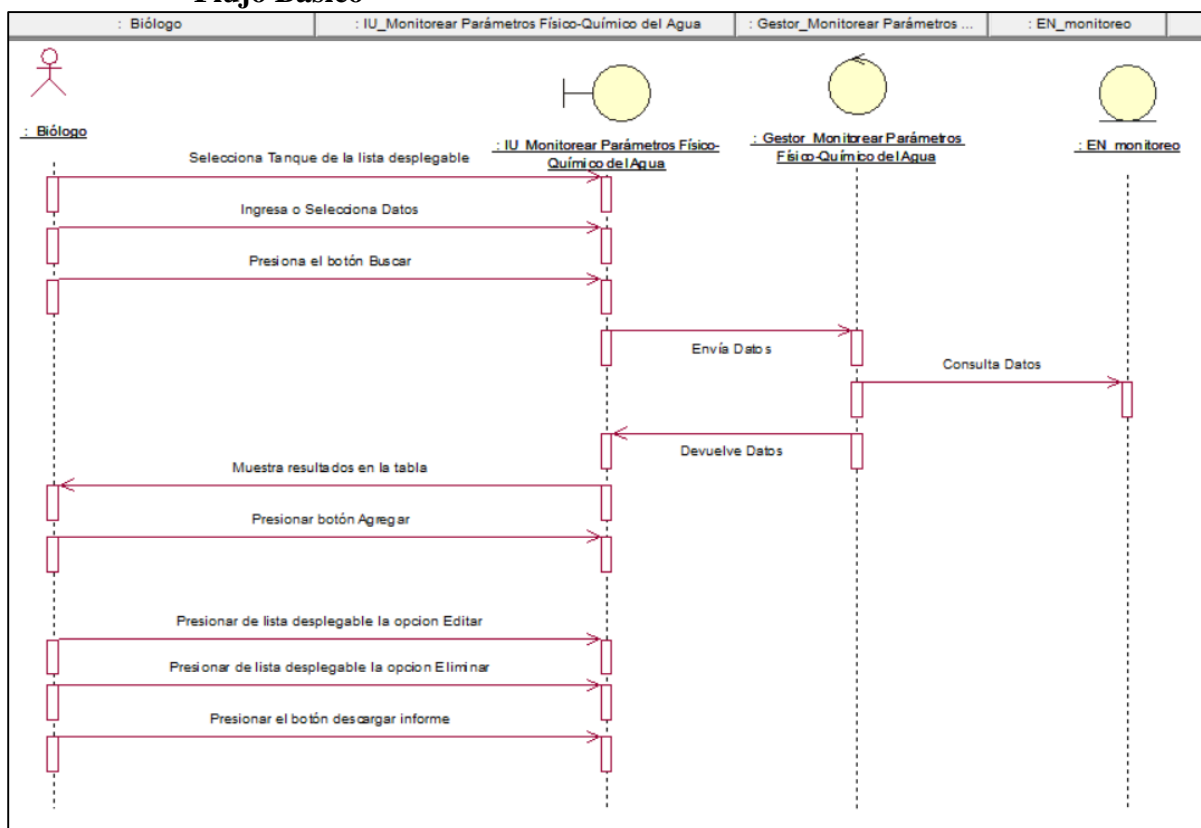 Flujo Básico
: Biólogo
: IU_Monitorear Parámetros Físico-Químico del Agua
: Gestor_Monitorear Parámetros ...
: EN_monitoreo
: Biólogo
: IU_Monitorear Parámetros Físico-
Químico del Agua
: Gestor_Monitorear Parámetros
Físico-Químico del Agua
: EN_monitoreo
Selecciona Tanque de la lista desplegable
Ingresa o Selecciona Datos
Presiona el botón Buscar
Envía Datos
Consulta Datos
Devuelve Datos
Muestra resultados en la tabla
Presionar botón Agregar
Presionar de lista desplegable la opcion Editar
Presionar de lista desplegable la opcion Eliminar
Presionar el botón descargar informe